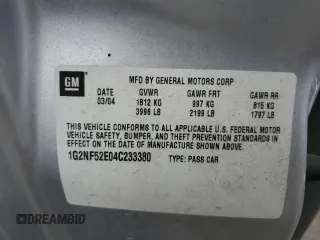 GM
MFD BY GENERAL MOTORS CORP
DATE GVWR GAWR FRT GAWR RR
03/04 1812 KG 997 KG 815 KG
3996 LB 2199 LB 1797 LB
THIS VEHICLE CONFORMS TO ALL APPLICABLE U.S. FEDERAL MOTOR
VEHICLE SAFETY, BUMPER, AND THEFT PREVENTION STANDARDS
IN EFFECT ON THE DATE OF MANUFACTURE SHOWN ABOVE.
1G2NF52E04C233380 TYPE: PASS CAR
DREAMBID